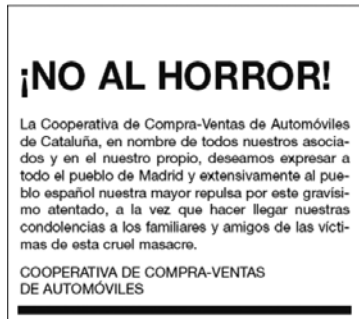 ¡NO AL HORROR!
La Cooperativa de Compra-Ventas de Automóviles
de Cataluña, en nombre de todos nuestros asocia-
dos y en el nuestro propio, deseamos expresar a
todo el pueblo de Madrid y extensivamente al pue-
blo español nuestra mayor repulsa por este gravísi-
mo atentado, a la vez que hacer llegar nuestras
condolencias a los familiares y amigos de las vícti-
mas de esta cruel masacre.
COOPERATIVA DE COMPRA-VENTAS
DE AUTOMÓVILES